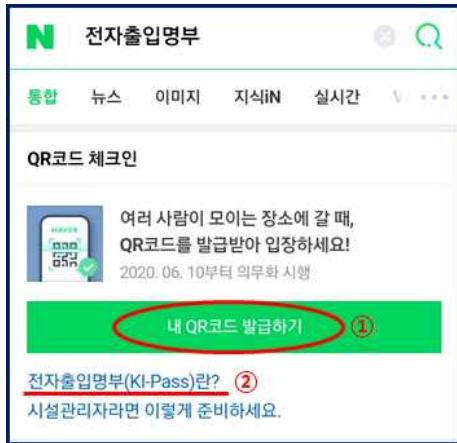 N 전자출입명부
통합 뉴스 이미지 지식iN 실시간 V
QR코드 체크인
NAVER
여러 사람이 모이는 장소에 갈 때,
QR코드를 발급받아 입장하세요!
2020. 06. 10부터 의무화 시행
내 QR코드 발급하기 ①
전자출입명부(KI-Pass)란? ②
시설관리자라면 이렇게 준비하세요.